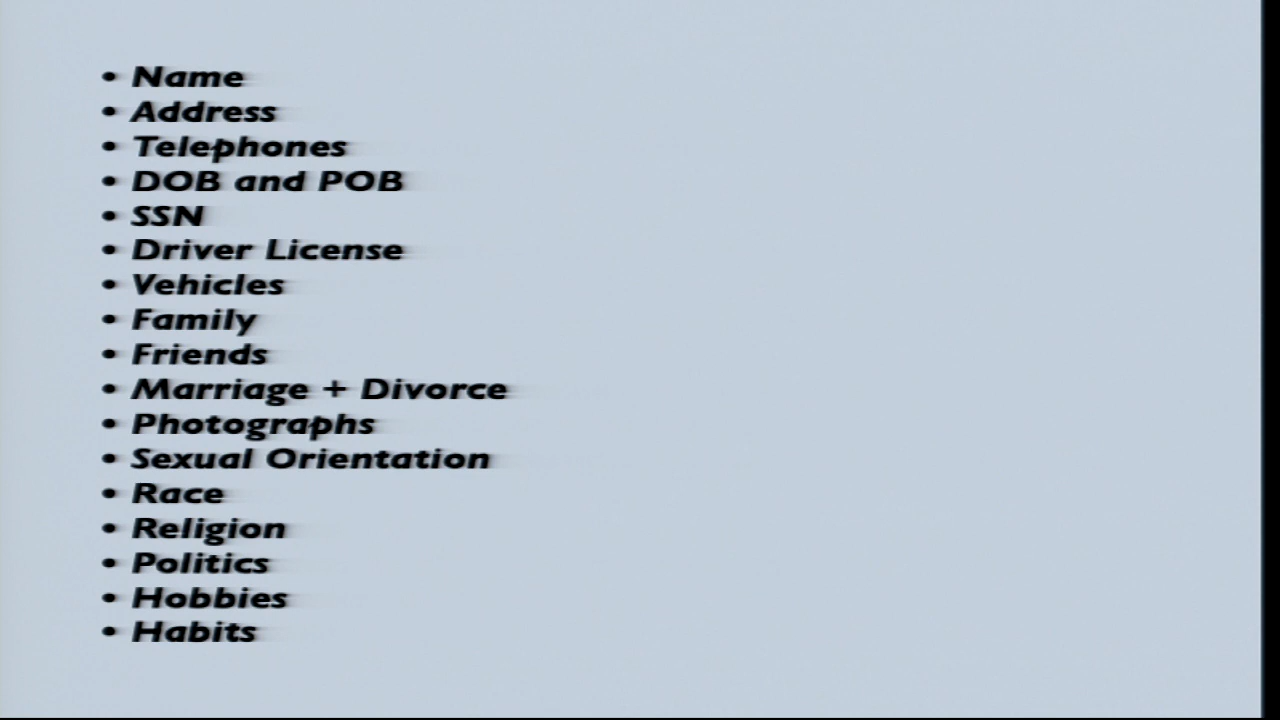 • Name
• Address
• Telephones
• DOB and POB
• SSN
• Driver License
• Vehicles
• Family
• Friends
• Marriage + Divorce
• Photographs
• Sexual Orientation
• Race
• Religion
• Politics
• Hobbies
• Habits